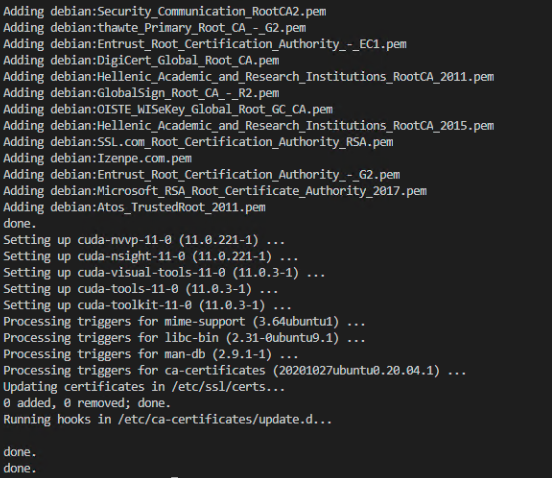 Adding debian:Security_Communication_RootCA2.pem
Adding debian:thawte_Primary_Root_CA_-_G2.pem
Adding debian:Entrust_Root_Certification_Authority_-_EC1.pem
Adding debian:DigiCert_Global_Root_CA.pem
Adding debian:Hellenic_Academic_and_Research_Institutions_RootCA_2011.pem
Adding debian:GlobalSign_Root_CA_-_R2.pem
Adding debian:OISTE_WISeKey_Global_Root_GC_CA.pem
Adding debian:Hellenic_Academic_and_Research_Institutions_RootCA_2015.pem
Adding debian:SSL.com_Root_Certification_Authority_RSA.pem
Adding debian:Izenpe.com.pem
Adding debian:Entrust_Root_Certification_Authority_-_G2.pem
Adding debian:Microsoft_RSA_Root_Certificate_Authority_2017.pem
Adding debian:Atos_TrustedRoot_2011.pem
done.
Setting up cuda-nvvp-11-0 (11.0.221-1) ...
Setting up cuda-nsight-11-0 (11.0.221-1) ...
Setting up cuda-visual-tools-11-0 (11.0.3-1) ...
Setting up cuda-tools-11-0 (11.0.3-1) ...
Setting up cuda-toolkit-11-0 (11.0.3-1) ...
Processing triggers for mime-support (3.64ubuntu1) ...
Processing triggers for libc-bin (2.31-0ubuntu9.1) ...
Processing triggers for man-db (2.9.1-1) ...
Processing triggers for ca-certificates (20201027ubuntu0.20.04.1) ...
Updating certificates in /etc/ssl/certs...
0 added, 0 removed; done.
Running hooks in /etc/ca-certificates/update.d...
done.
done.